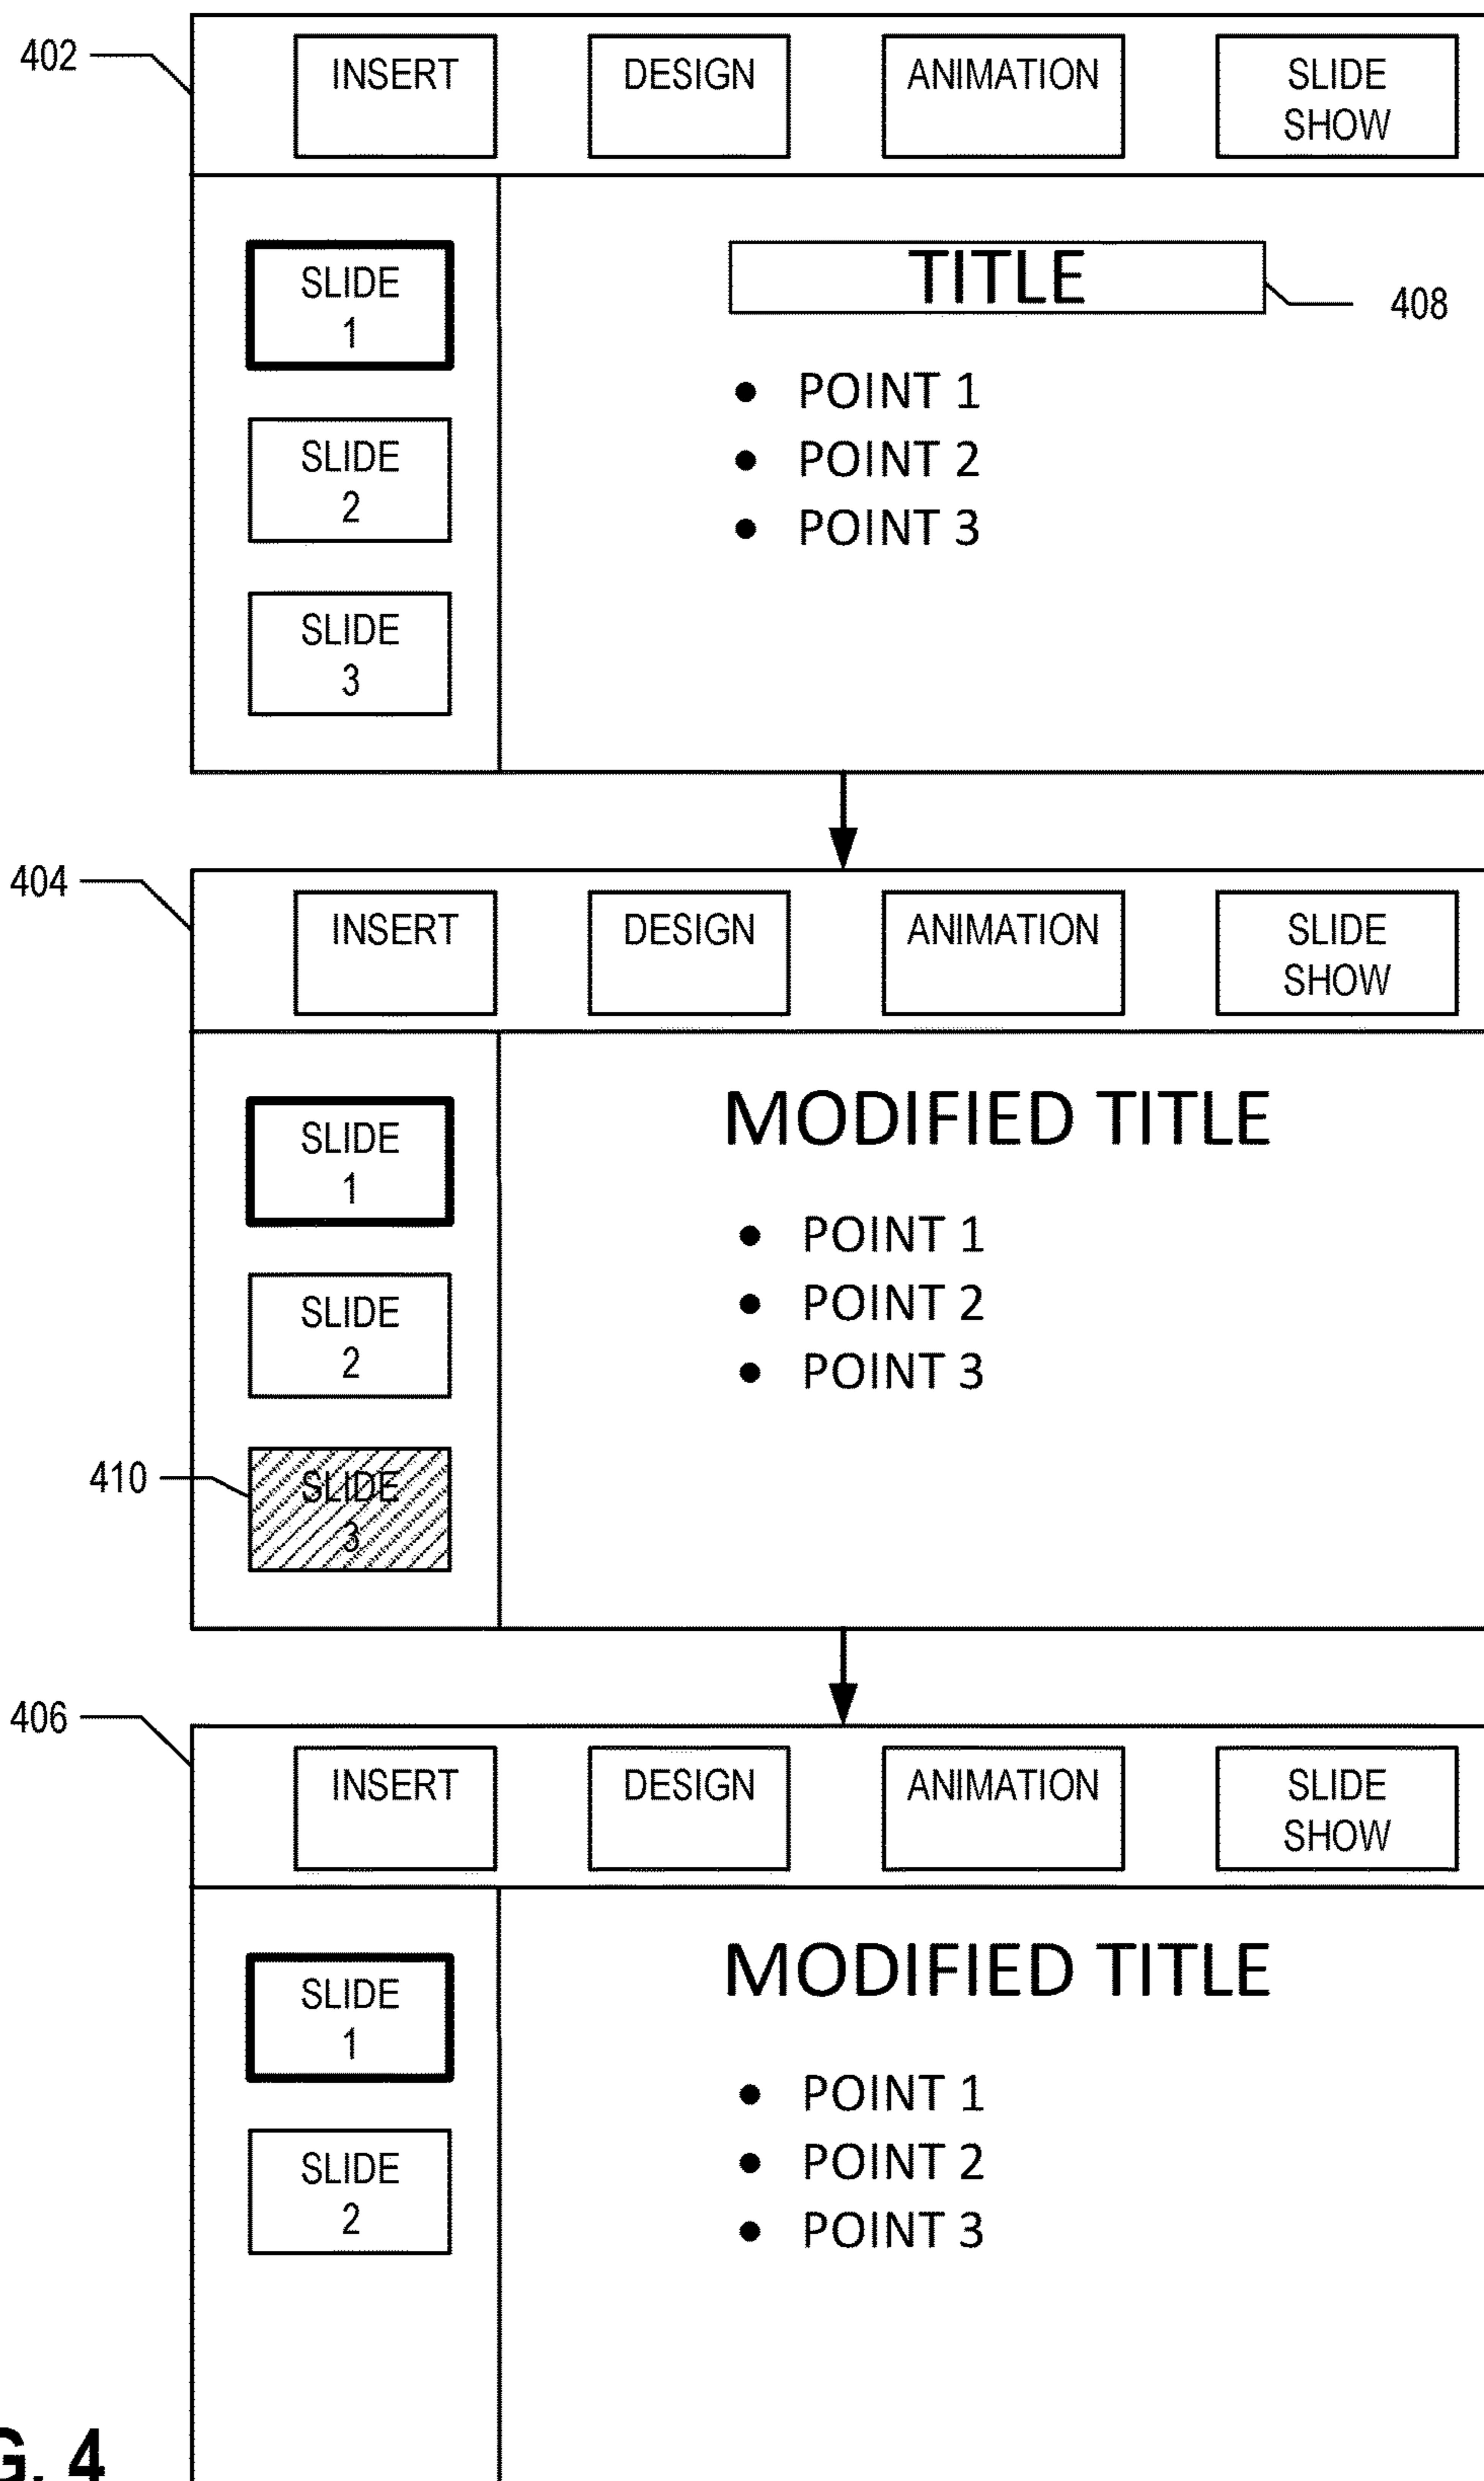 402
INSERT
DESIGN
ANIMATION
SLIDE
SHOW
SLIDE
1
SLIDE
2
SLIDE
3
TITLE
408
• POINT 1
• POINT 2
• POINT 3
404
INSERT
DESIGN
ANIMATION
SLIDE
SHOW
SLIDE
1
SLIDE
2
410
SLIDE
3
MODIFIED TITLE
• POINT 1
• POINT 2
• POINT 3
406
INSERT
DESIGN
ANIMATION
SLIDE
SHOW
SLIDE
1
SLIDE
2
MODIFIED TITLE
• POINT 1
• POINT 2
• POINT 3
G. 4